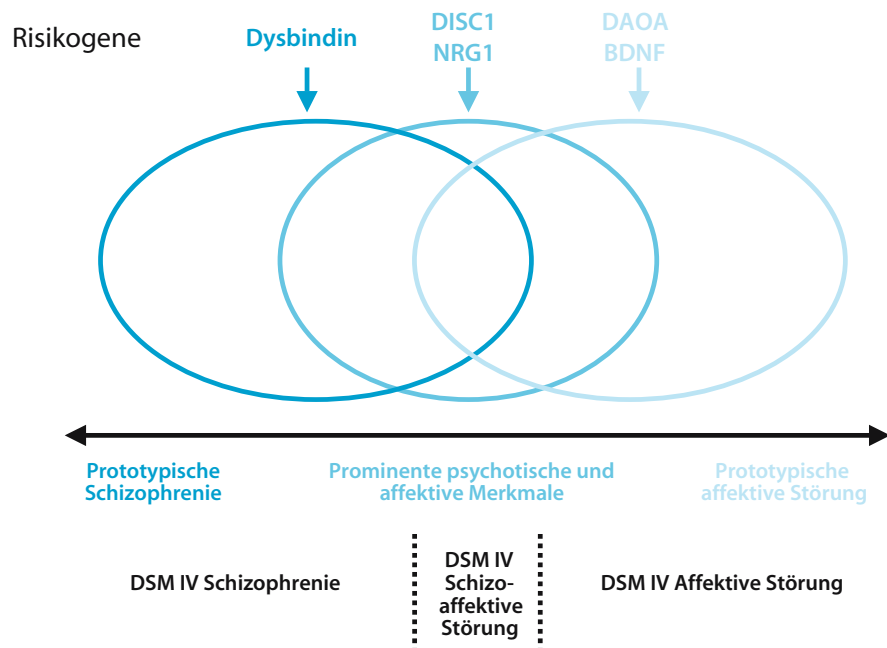 Risikogene
Dysbindin
DISC1
NRG1
DAOA
BDNF
Prototypische
Schizophrenie
Prominente psychotische und
affektive Merkmale
Prototypische
affektive Störung
DSM IV Schizophrenie
DSM IV
Schizo-
affektive
Störung
DSM IV Affektive Störung